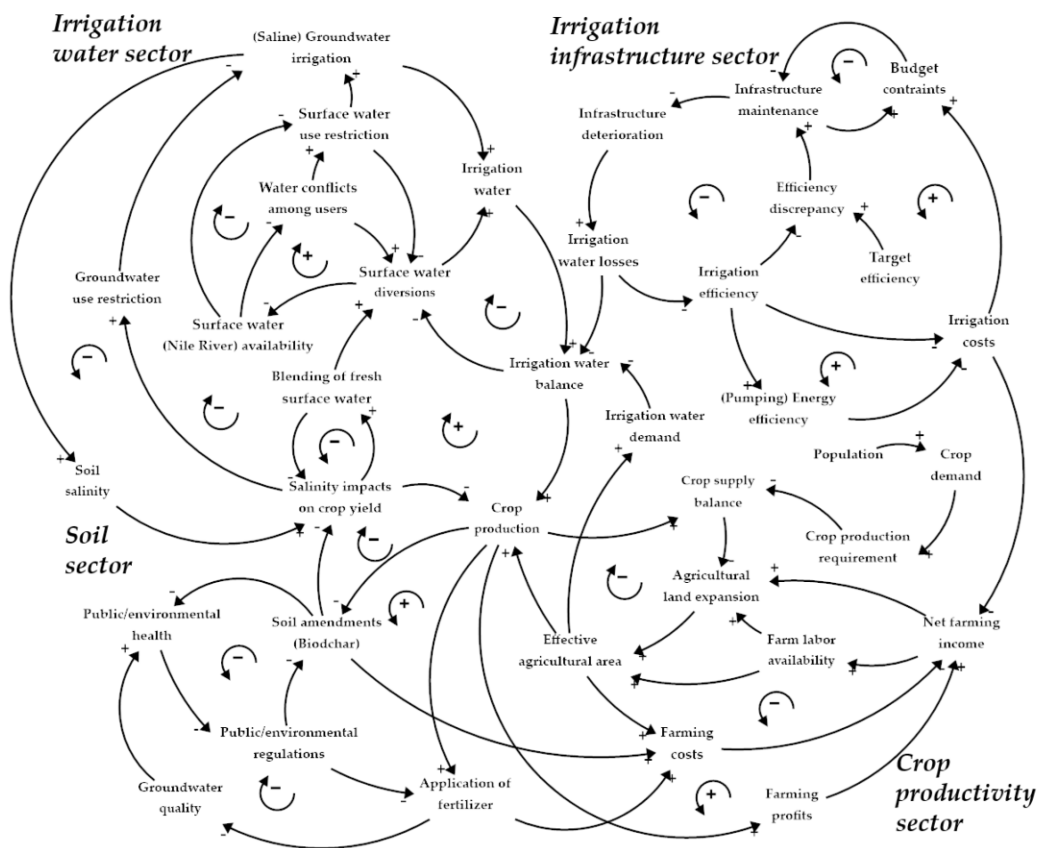 Irrigation
water sector
(Saline) Groundwater
irrigation
Surface water
use restriction
Water conflicts
among users
Irrigation
water
Groundwater
use restriction
Surface water
diversions
Surface water
(Nile River) availability
Blending of fresh
surface water
Irrigation water
balance
Soil
salinity
Salinity impacts
on crop yield
Irrigation
infrastructure sector
Budget
contraints
Infrastructure
maintenance
Infrastructure
deterioration
Efficiency
discrepancy
Irrigation
water losses
Target
efficiency
Irrigation
efficiency
Irrigation
costs
(Pumping) Energy
efficiency
Irrigation water
demand
Population
Crop
demand
Crop supply
balance
Crop
production
Crop production
requirement
Soil
sector
Agricultural
land expansion
Public/environmental
health
Soil amendments
(Biodchar)
Effective
agricultural area
Farm labor
availability
Net farming
income
Public/environmental
regulations
Farming
costs
Groundwater
quality
Application of
fertilizer
Farming
profits
Crop
productivity
sector